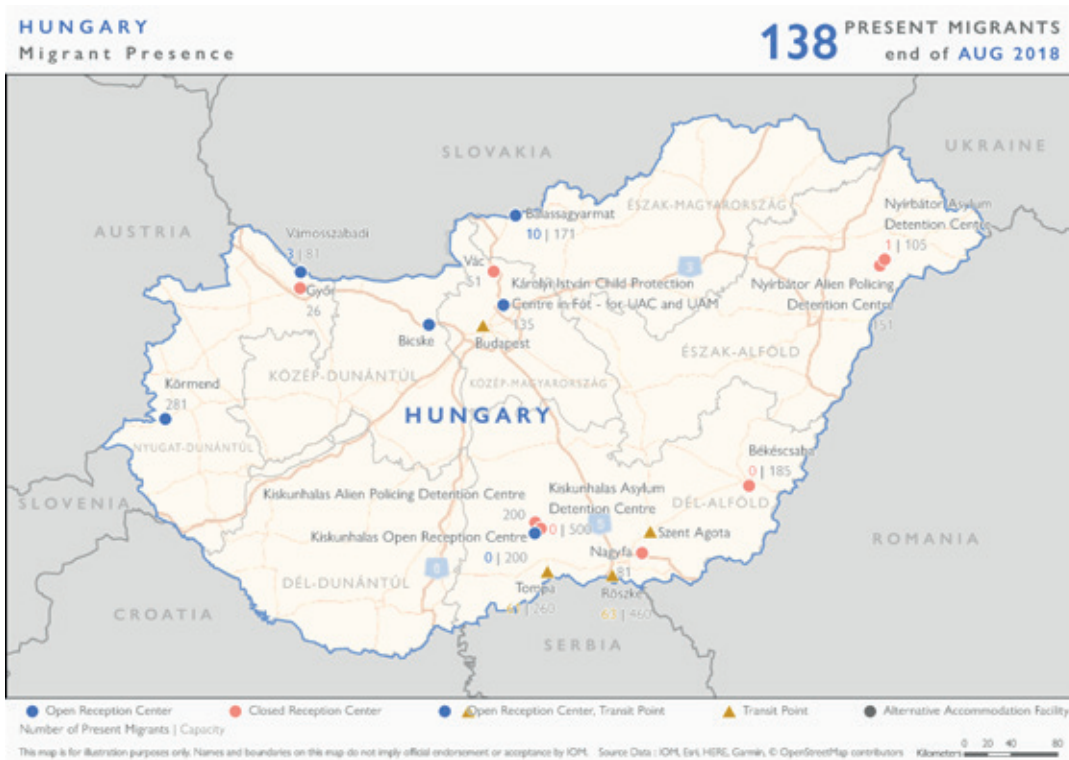 HUNGARY
Migrant Presence
138 PRESENT MIGRANTS
end of AUG 2018
SLOVAKIA
UKRAINE
AUSTRIA
ÉSZAK-MAGYARORSZÁG
Nyírbátor Asylum
Detention Centre
1 | 105
Balassagyarmat
10 | 171
Vámosszabadi
3 | 81
Vác
51
Károlyi István Child Protection
Centre in Fót - for UAC and UAM
135
3
Nyírbátor Alien Policing
Detention Centre
151
Győr
26
Bicske
Budapest
ÉSZAK-ALFÖLD
KÖZÉP-DUNÁNTÚL
KÖZÉP-MAGYARORSZÁG
Körmend
281
HUNGARY
NYUGAT-DUNÁNTÚL
Békéscsaba
0 | 185
SLOVENIA
Kiskunhalas Alien Policing Detention Centre
200
Kiskunhalas Asylum
Detention Centre
0 | 500
DÉL-ALFÖLD
Kiskunhalas Open Reception Centre
0 | 200
Szent Agota
ROMANIA
Nagyfa
81
DÉL-DUNÁNTÚL
Tompa
| 260
Röszke
63 | 460
CROATIA
SERBIA
Open Reception Center
Closed Reception Center
Open Reception Center, Transit Point
Transit Point
Alternative Accommodation Facility
Number of Present Migrants | Capacity
This map is for illustration purposes only. Names and boundaries on this map do not imply official endorsement or acceptance by IOM. Source Data : IOM, Esri, HERE, Garmin, © OpenStreetMap contributors
Kilometers
0 20 40 80